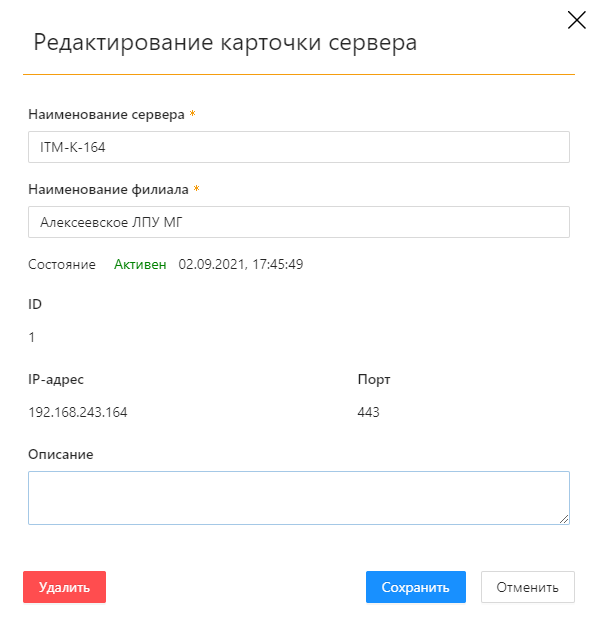 Редактирование карточки сервера
Наименование сервера *
ITM-K-164
Наименование филиала *
Алексеевское ЛПУ МГ
Состояние Активен 02.09.2021, 17:45:49
ID
1
IP-адрес Порт
192.168.243.164 443
Описание
Удалить Сохранить Отменить